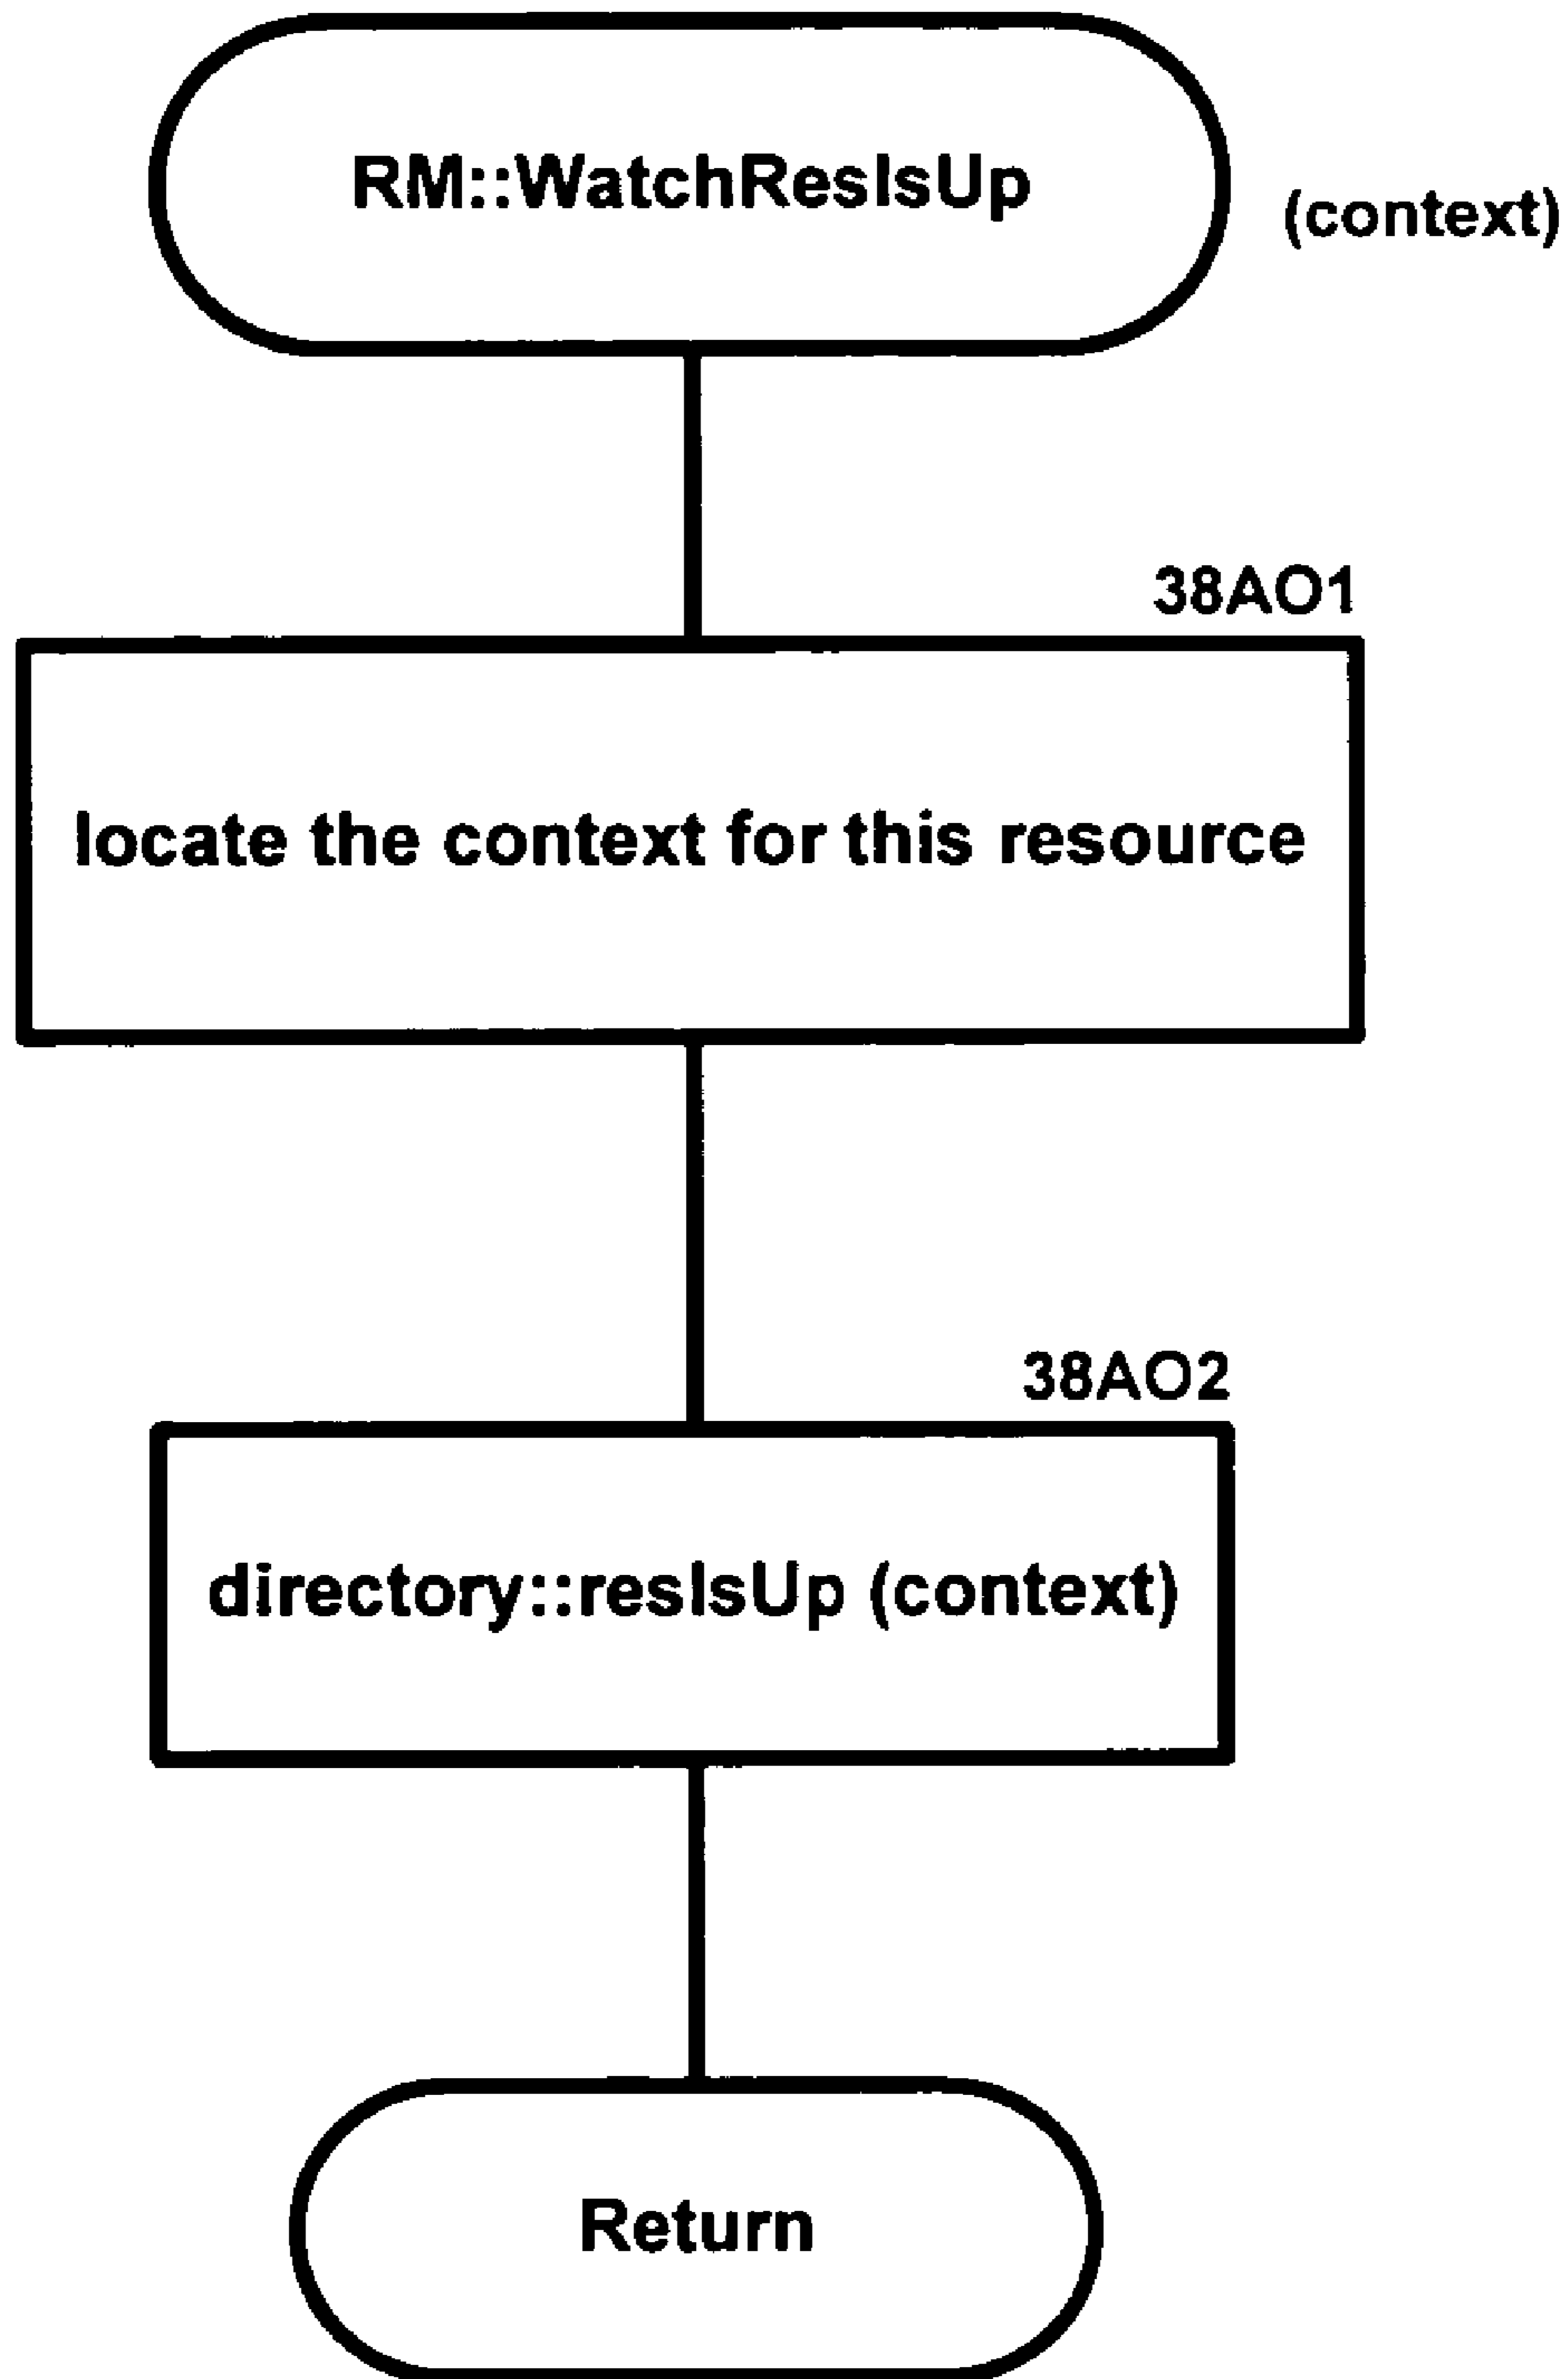 RM::WatchResIsUp
(context)
38AO1
locate the context for this resource
38AO2
directory::resIsUp (context)
Return